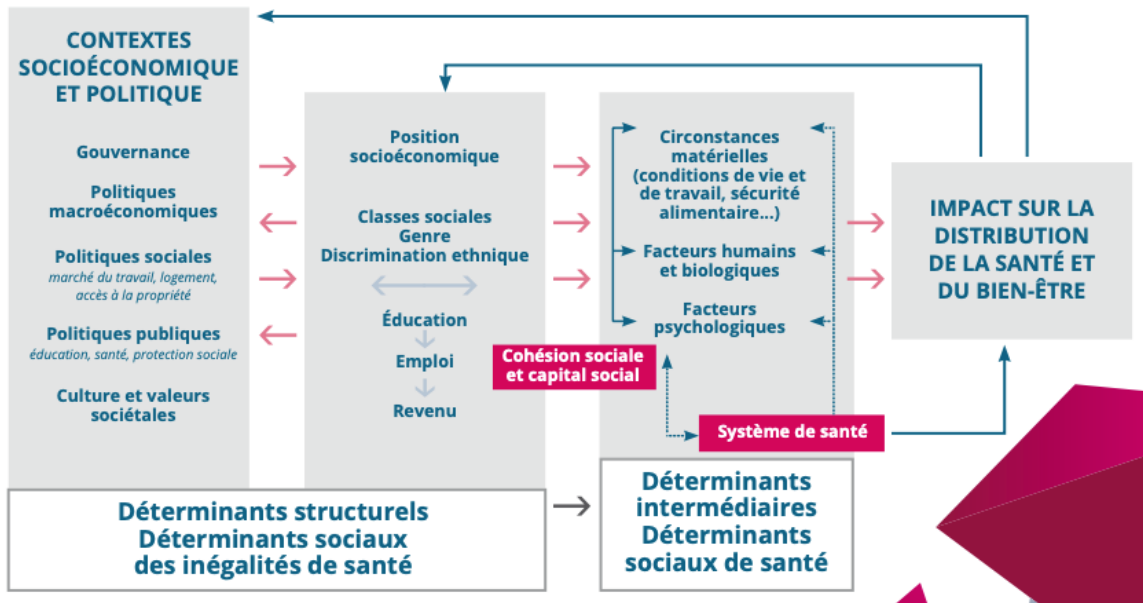 CONTEXTES
SOCIOÉCONOMIQUE
ET POLITIQUE
Gouvernance
Politiques
macroéconomiques
Politiques sociales
marché du travail, logement,
accès à la propriété
Politiques publiques
éducation, santé, protection sociale
Culture et valeurs
sociétales
Position
socioéconomique
Classes sociales
Genre
Discrimination ethnique
Éducation
Emploi
Revenu
Circonstances
matérielles
(conditions de vie et
de travail, sécurité
alimentaire...)
Facteurs humains
et biologiques
Facteurs
psychologiques
Cohésion sociale
et capital social
Système de santé
IMPACT SUR LA
DISTRIBUTION
DE LA SANTÉ ET
DU BIEN-ÊTRE
Déterminants structurels
Déterminants sociaux
des inégalités de santé
Déterminants
intermédiaires
Déterminants
sociaux de santé